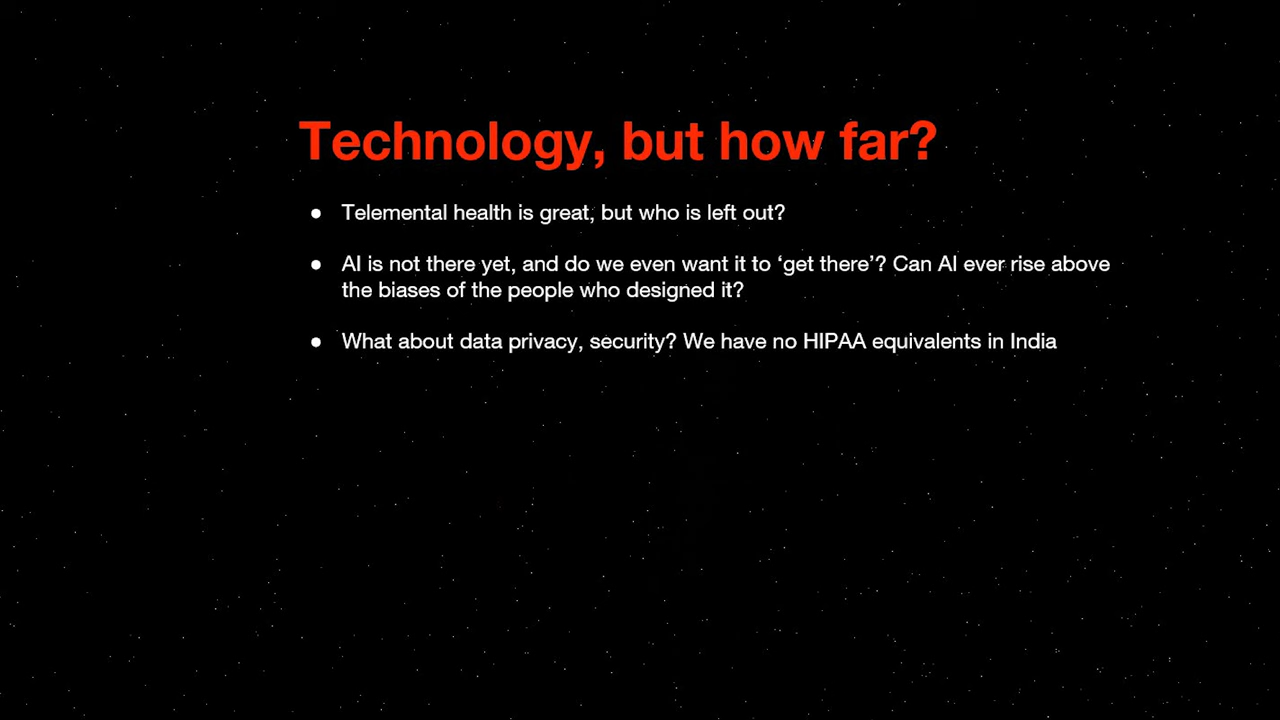 Technology, but how far?
● Telemental health is great, but who is left out?
● AI is not there yet, and do we even want it to ‘get there’? Can AI ever rise above
the biases of the people who designed it?
● What about data privacy, security? We have no HIPAA equivalents in India